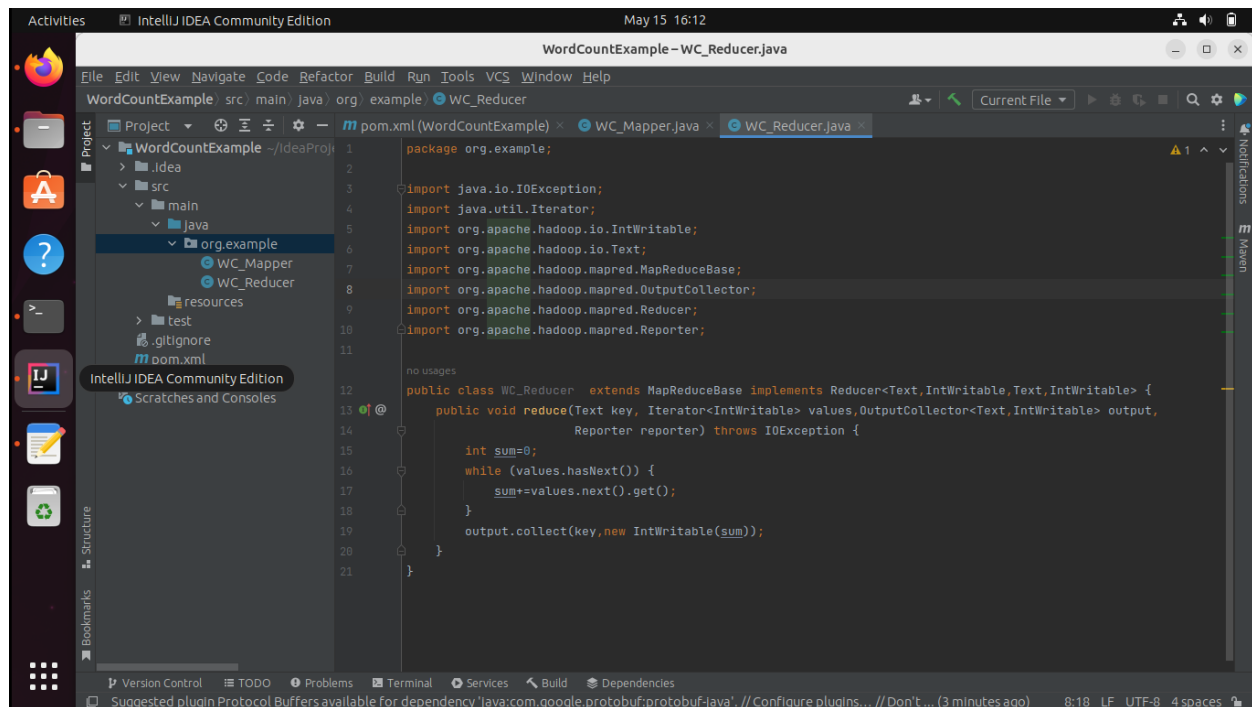 Activities IntelliJ IDEA Community Edition May 15 16:12
WordCountExample – WC_Reducer.java
File Edit View Navigate Code Refactor Build Run Tools VCS Window Help
WordCountExample src main java org example WC_Reducer Current File
Project pom.xml (WordCountExample) WC_Mapper.java WC_Reducer.java
Project
WordCountExample ~/IdeaProj
.idea
src
main
java
org.example
WC_Mapper
WC_Reducer
resources
test
.gitignore
pom.xml
IntelliJ IDEA Community Edition
Scratches and Consoles
Structure
Bookmarks
1 package org.example;
2
3 import java.io.IOException;
4 import java.util.Iterator;
5 import org.apache.hadoop.io.IntWritable;
6 import org.apache.hadoop.io.Text;
7 import org.apache.hadoop.mapred.MapReduceBase;
8 import org.apache.hadoop.mapred.OutputCollector;
9 import org.apache.hadoop.mapred.Reducer;
10 import org.apache.hadoop.mapred.Reporter;
11
no usages
12 public class WC_Reducer  extends MapReduceBase implements Reducer<Text,IntWritable,Text,IntWritable> {
13 @ public void reduce(Text key, Iterator<IntWritable> values,OutputCollector<Text,IntWritable> output,
14 Reporter reporter) throws IOException {
15 int sum=0;
16 while (values.hasNext()) {
17 sum+=values.next().get();
18 }
19 output.collect(key,new IntWritable(sum));
20 }
21 }
1
Notifications
m Maven
Version Control TODO Problems Terminal Services Build Dependencies
Suggested plugin Protocol Buffers available for dependency 'java:com.google.protobuf:protobuf-java'. // Configure plugins... // Don't ... (3 minutes ago) 8:18 LF UTF-8 4 spaces